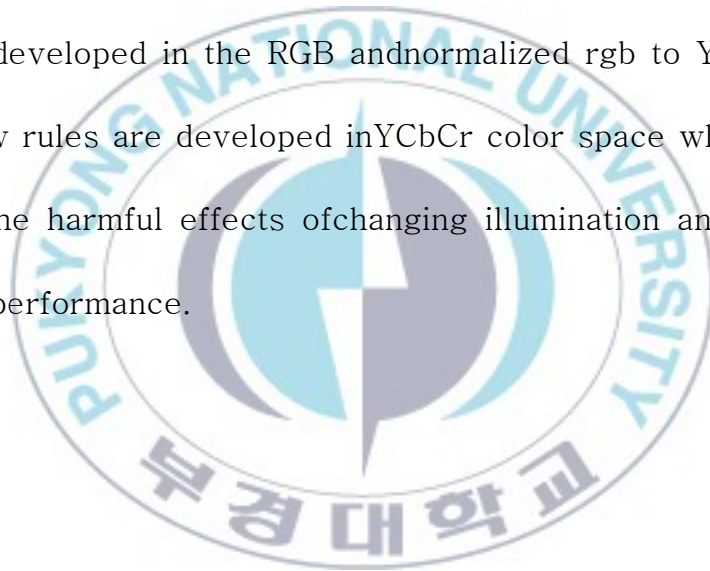 developed in the RGB andnormalized rgb to Y
rules are developed inYCbCr color space wh
he harmful effects ofchanging illumination an
performance.
PUKYONG NATIONAL UNIVERSITY
부경대학교